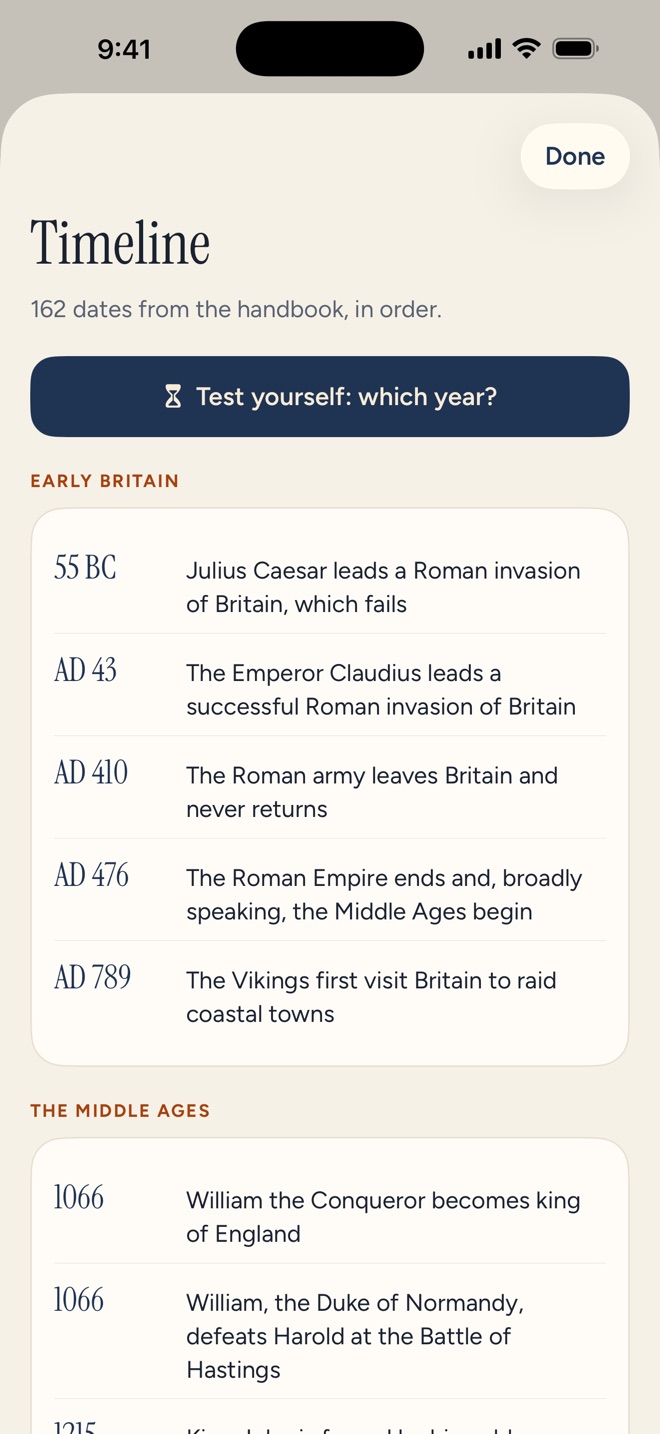 9:41
Done
Timeline
162 dates from the handbook, in order.
Test yourself: which year?
EARLY BRITAIN
55 BC
Julius Caesar leads a Roman invasion
of Britain, which fails
AD 43
The Emperor Claudius leads a
successful Roman invasion of Britain
AD 410
The Roman army leaves Britain and
never returns
AD 476
The Roman Empire ends and, broadly
speaking, the Middle Ages begin
AD 789
The Vikings first visit Britain to raid
coastal towns
THE MIDDLE AGES
1066
William the Conqueror becomes king
of England
1066
William, the Duke of Normandy,
defeats Harold at the Battle of
Hastings
1215